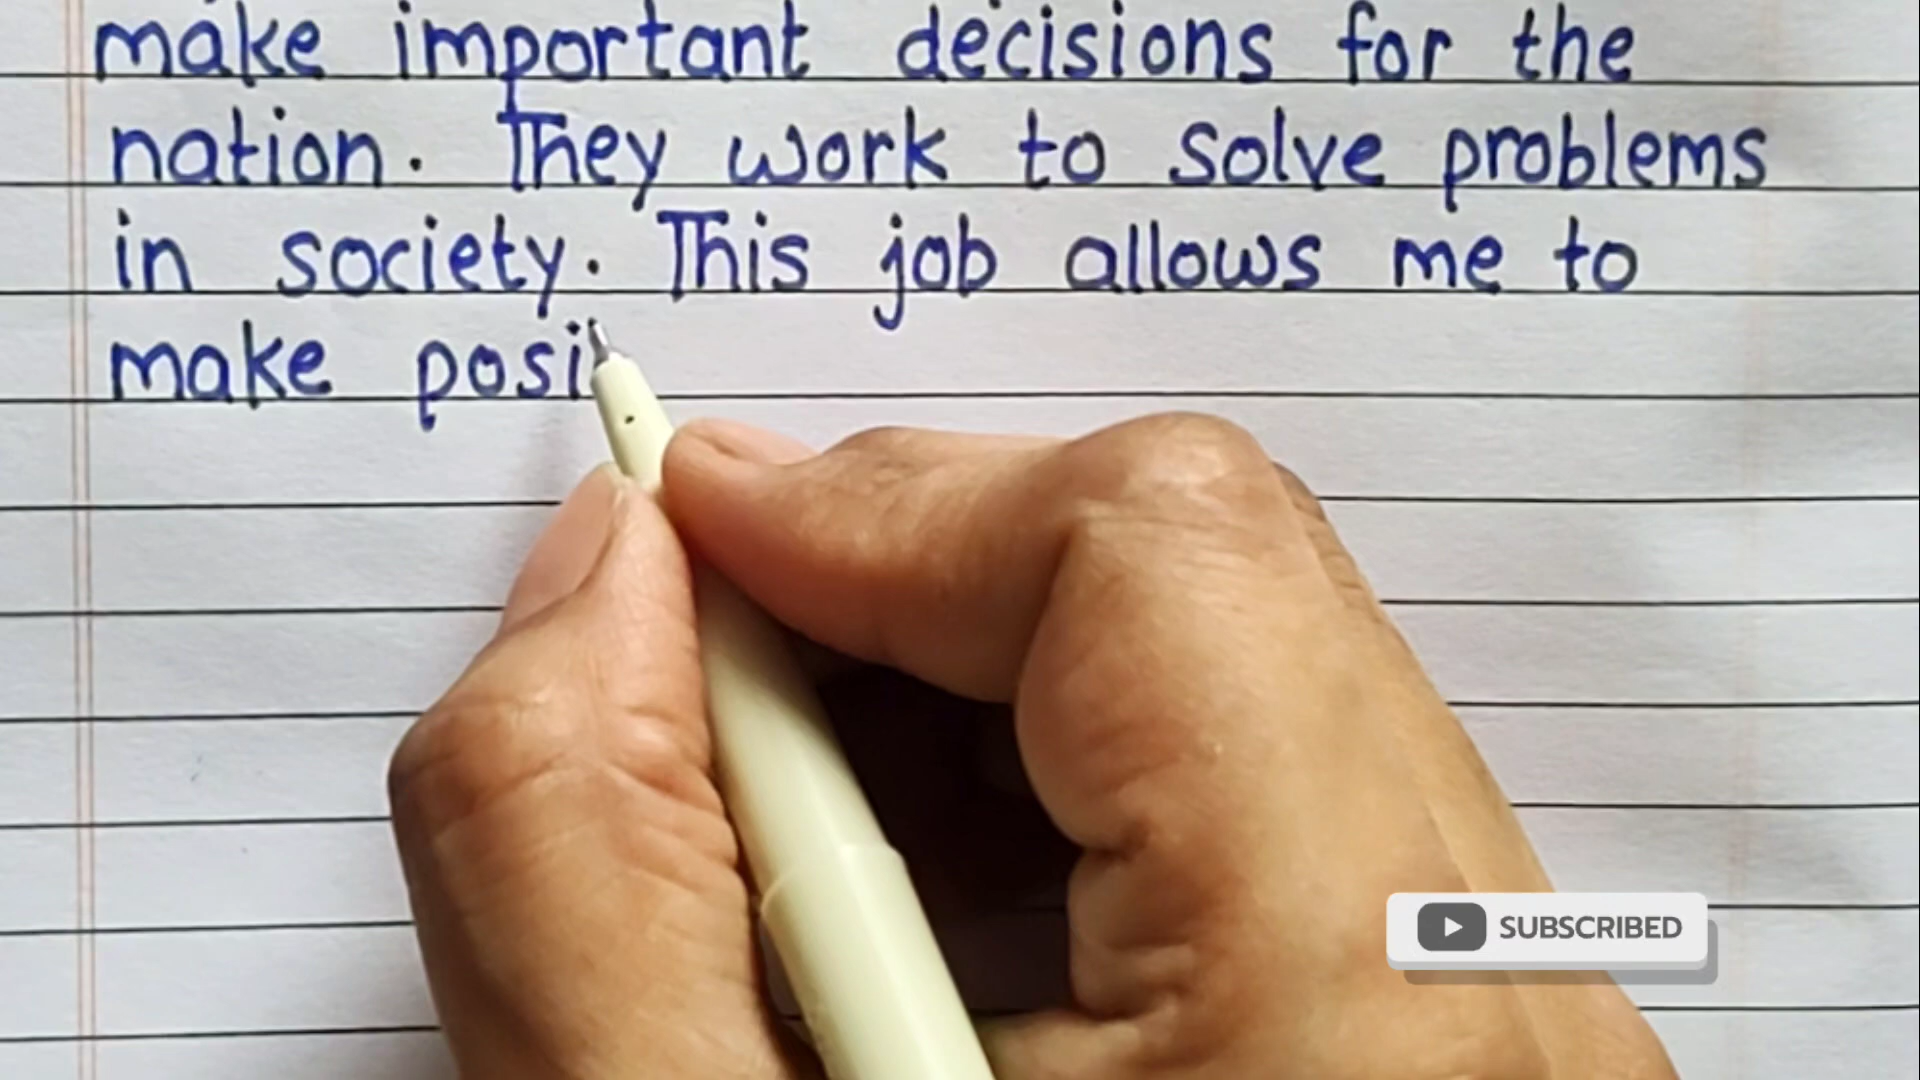 make important decisions for the
nation. They work to solve problems
in society. This job allows me to
make posi
SUBSCRIBED